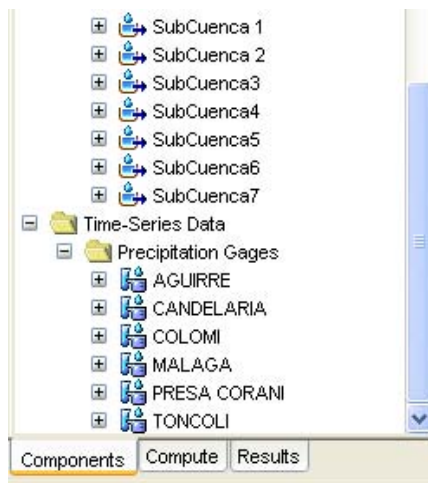 SubCuenca 1
SubCuenca 2
SubCuenca3
SubCuenca4
SubCuenca5
SubCuenca6
SubCuenca7
Time-Series Data
Precipitation Gages
AGUIRRE
CANDELARIA
COLOMI
MALAGA
PRESA CORANI
TONCOLI
Components Compute Results